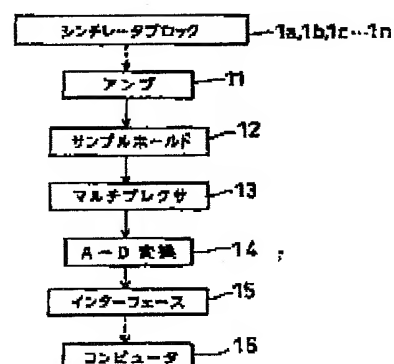 シンチレータブロック 1a,1b,1c…1n
アンプ 11
サンプルホールド 12
マルチプレクサ 13
A-D 変換 14
インターフェース 15
コンピュータ 16